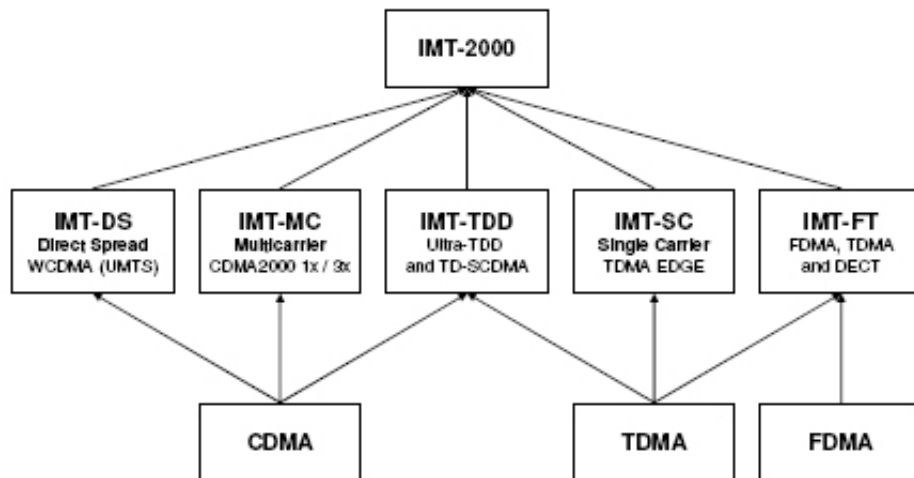 IMT-2000
IMT-DS
Direct Spread
WCDMA (UMTS)
IMT-MC
Multicarrier
CDMA2000 1x / 3x
IMT-TDD
Ultra-TDD
and TD-SCDMA
IMT-SC
Single Carrier
TDMA EDGE
IMT-FT
FDMA, TDMA
and DECT
CDMA
TDMA
FDMA